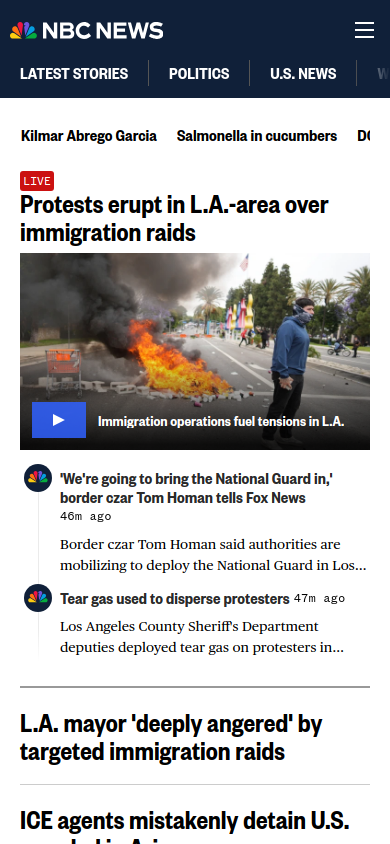 NBC NEWS
LATEST STORIES
POLITICS
U.S. NEWS
Kilmar Abrego Garcia
Salmonella in cucumbers
LIVE
Protests erupt in L.A.-area over
immigration raids
Immigration operations fuel tensions in L.A.
'We're going to bring the National Guard in,'
border czar Tom Homan tells Fox News
46m ago
Border czar Tom Homan said authorities are
mobilizing to deploy the National Guard in Los...
Tear gas used to disperse protesters 47m ago
Los Angeles County Sheriff's Department
deputies deployed tear gas on protesters in...
L.A. mayor 'deeply angered' by
targeted immigration raids
ICE agents mistakenly detain U.S.